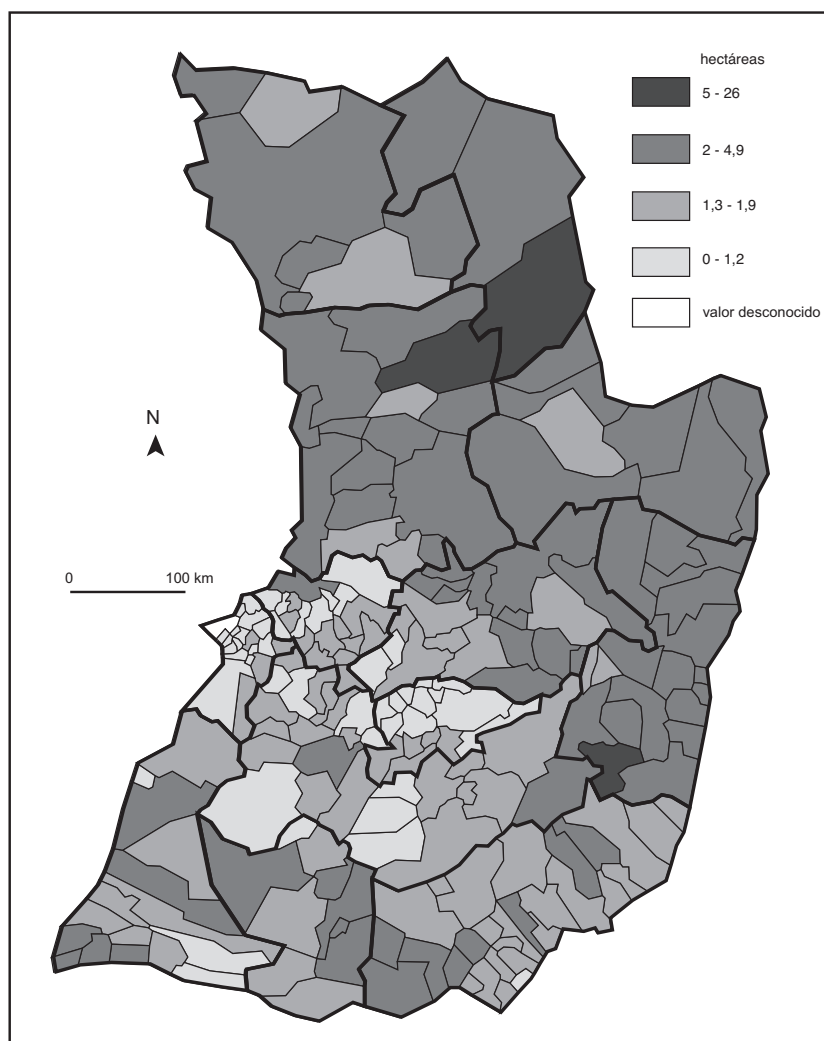 hectáreas
5 - 26
2 - 4,9
1,3 - 1,9
0 - 1,2
valor desconocido
N
0 100 km